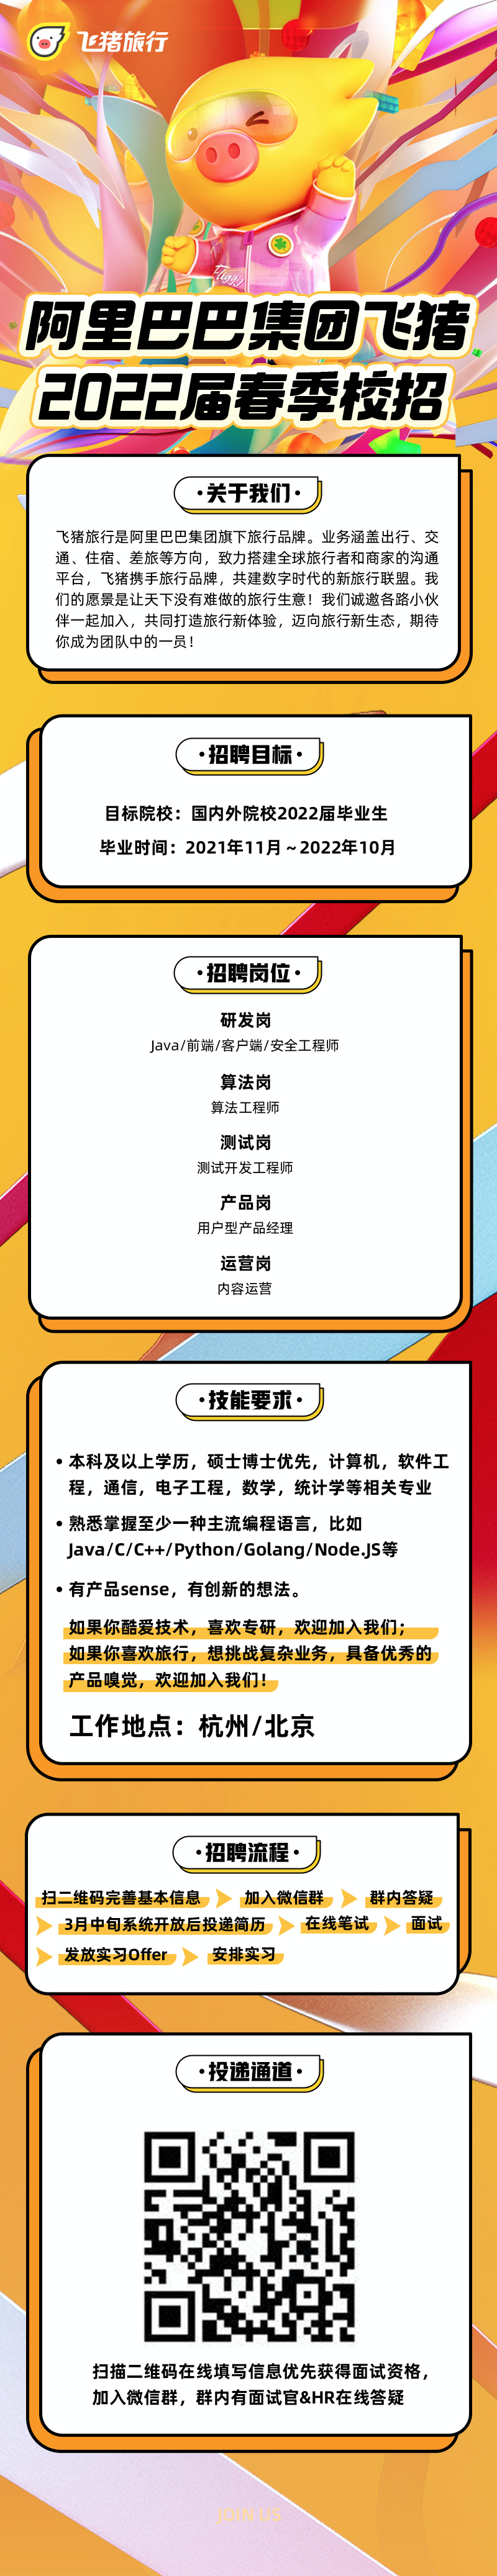 飞猪旅行
Fliggy
阿里巴巴集团飞猪
2022届春季校招
·关于我们·
飞猪旅行是阿里巴巴集团旗下旅行品牌。业务涵盖出行、交
通、住宿、差旅等方向，致力搭建全球旅行者和商家的沟通
平台，飞猪携手旅行品牌，共建数字时代的新旅行联盟。我
们的愿景是让天下没有难做的旅行生意！我们诚邀各路小伙
伴一起加入，共同打造旅行新体验，迈向旅行新生态，期待
你成为团队中的一员！
·招聘目标·
目标院校：国内外院校2022届毕业生
毕业时间：2021年11月～2022年10月
·招聘岗位·
研发岗
Java/前端/客户端/安全工程师
算法岗
算法工程师
测试岗
测试开发工程师
产品岗
用户型产品经理
运营岗
内容运营
·技能要求·
• 本科及以上学历，硕士博士优先，计算机，软件工
程，通信，电子工程，数学，统计学等相关专业
• 熟悉掌握至少一种主流编程语言，比如
Java/C/C++/Python/Golang/Node.JS等
• 有产品sense，有创新的想法。
如果你酷爱技术，喜欢专研，欢迎加入我们；
如果你喜欢旅行，想挑战复杂业务，具备优秀的
产品嗅觉，欢迎加入我们！
工作地点：杭州/北京
·招聘流程·
扫二维码完善基本信息 加入微信群 群内答疑
3月中旬系统开放后投递简历 在线笔试 面试
发放实习Offer 安排实习
·投递通道·
扫描二维码在线填写信息优先获得面试资格，
加入微信群，群内有面试官&HR在线答疑
JOIN US